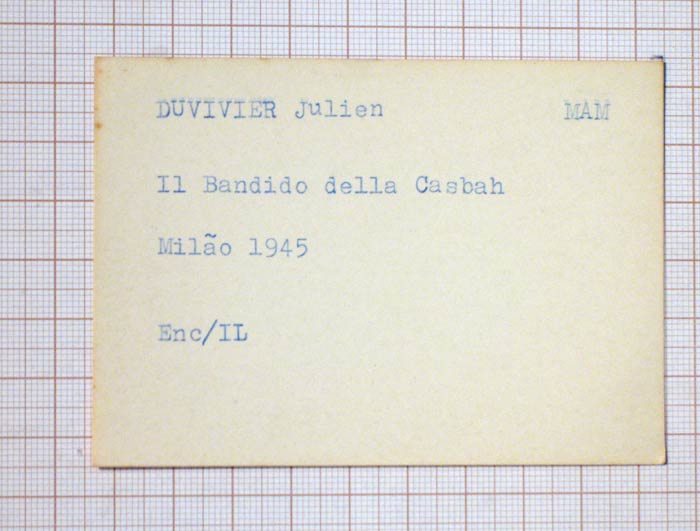 DUVIVIER Julien MAM
Il Bandido della Casbah
Milão 1945
Enc/IL